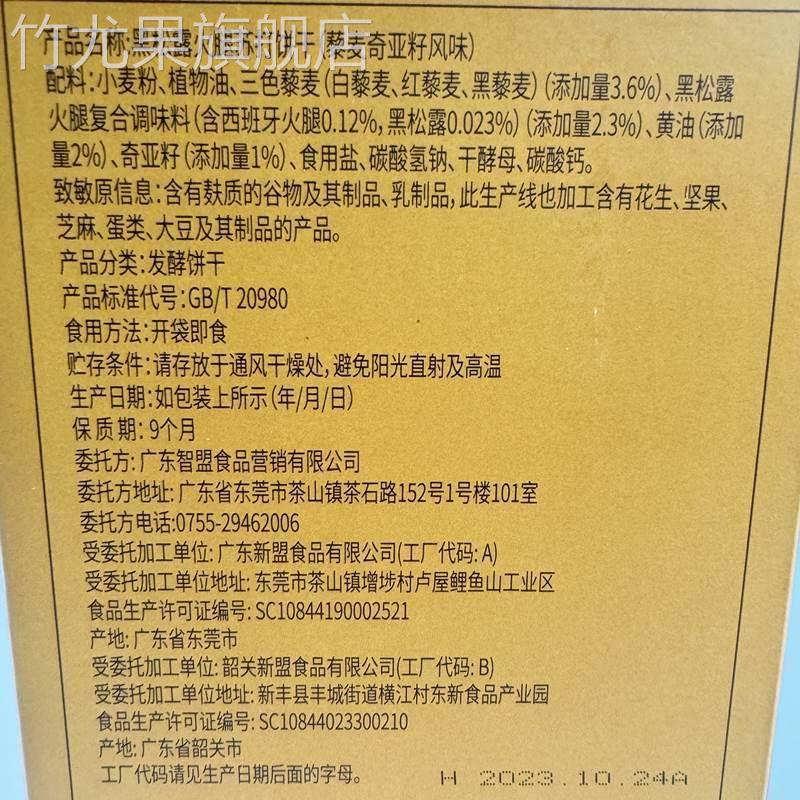 竹尤果旗舰店
产品名称:黑松露火腿苏打饼干(藜麦奇亚籽风味)
配料:小麦粉、植物油、三色藜麦(白藜麦、红藜麦、黑藜麦)(添加量3.6%)、黑松露
火腿复合调味料(含西班牙火腿0.12%,黑松露0.023%)(添加量2.3%)、黄油(添加
量2%)、奇亚籽(添加量1%)、食用盐、碳酸氢钠、干酵母、碳酸钙。
致敏原信息:含有麸质的谷物及其制品、乳制品,此生产线也加工含有花生、坚果、
芝麻、蛋类、大豆及其制品的产品。
产品分类:发酵饼干
产品标准代号:GB/T 20980
食用方法:开袋即食
贮存条件:请存放于通风干燥处,避免阳光直射及高温
生产日期:如包装上所示(年/月/日)
保质期:9个月
委托方:广东智盟食品营销有限公司
委托方地址:广东省东莞市茶山镇茶石路152号1号楼101室
委托方电话:0755-29462006
受委托加工单位:广东新盟食品有限公司(工厂代码:A)
受委托加工单位地址:东莞市茶山镇增埗村卢屋鲤鱼山工业区
食品生产许可证编号:SC10844190002521
产地:广东省东莞市
受委托加工单位:韶关新盟食品有限公司(工厂代码:B)
受委托加工单位地址:新丰县丰城街道横江村东新食品产业园
食品生产许可证编号:SC10844023300210
产地:广东省韶关市
工厂代码请见生产日期后面的字母。
H 2023.10.24A